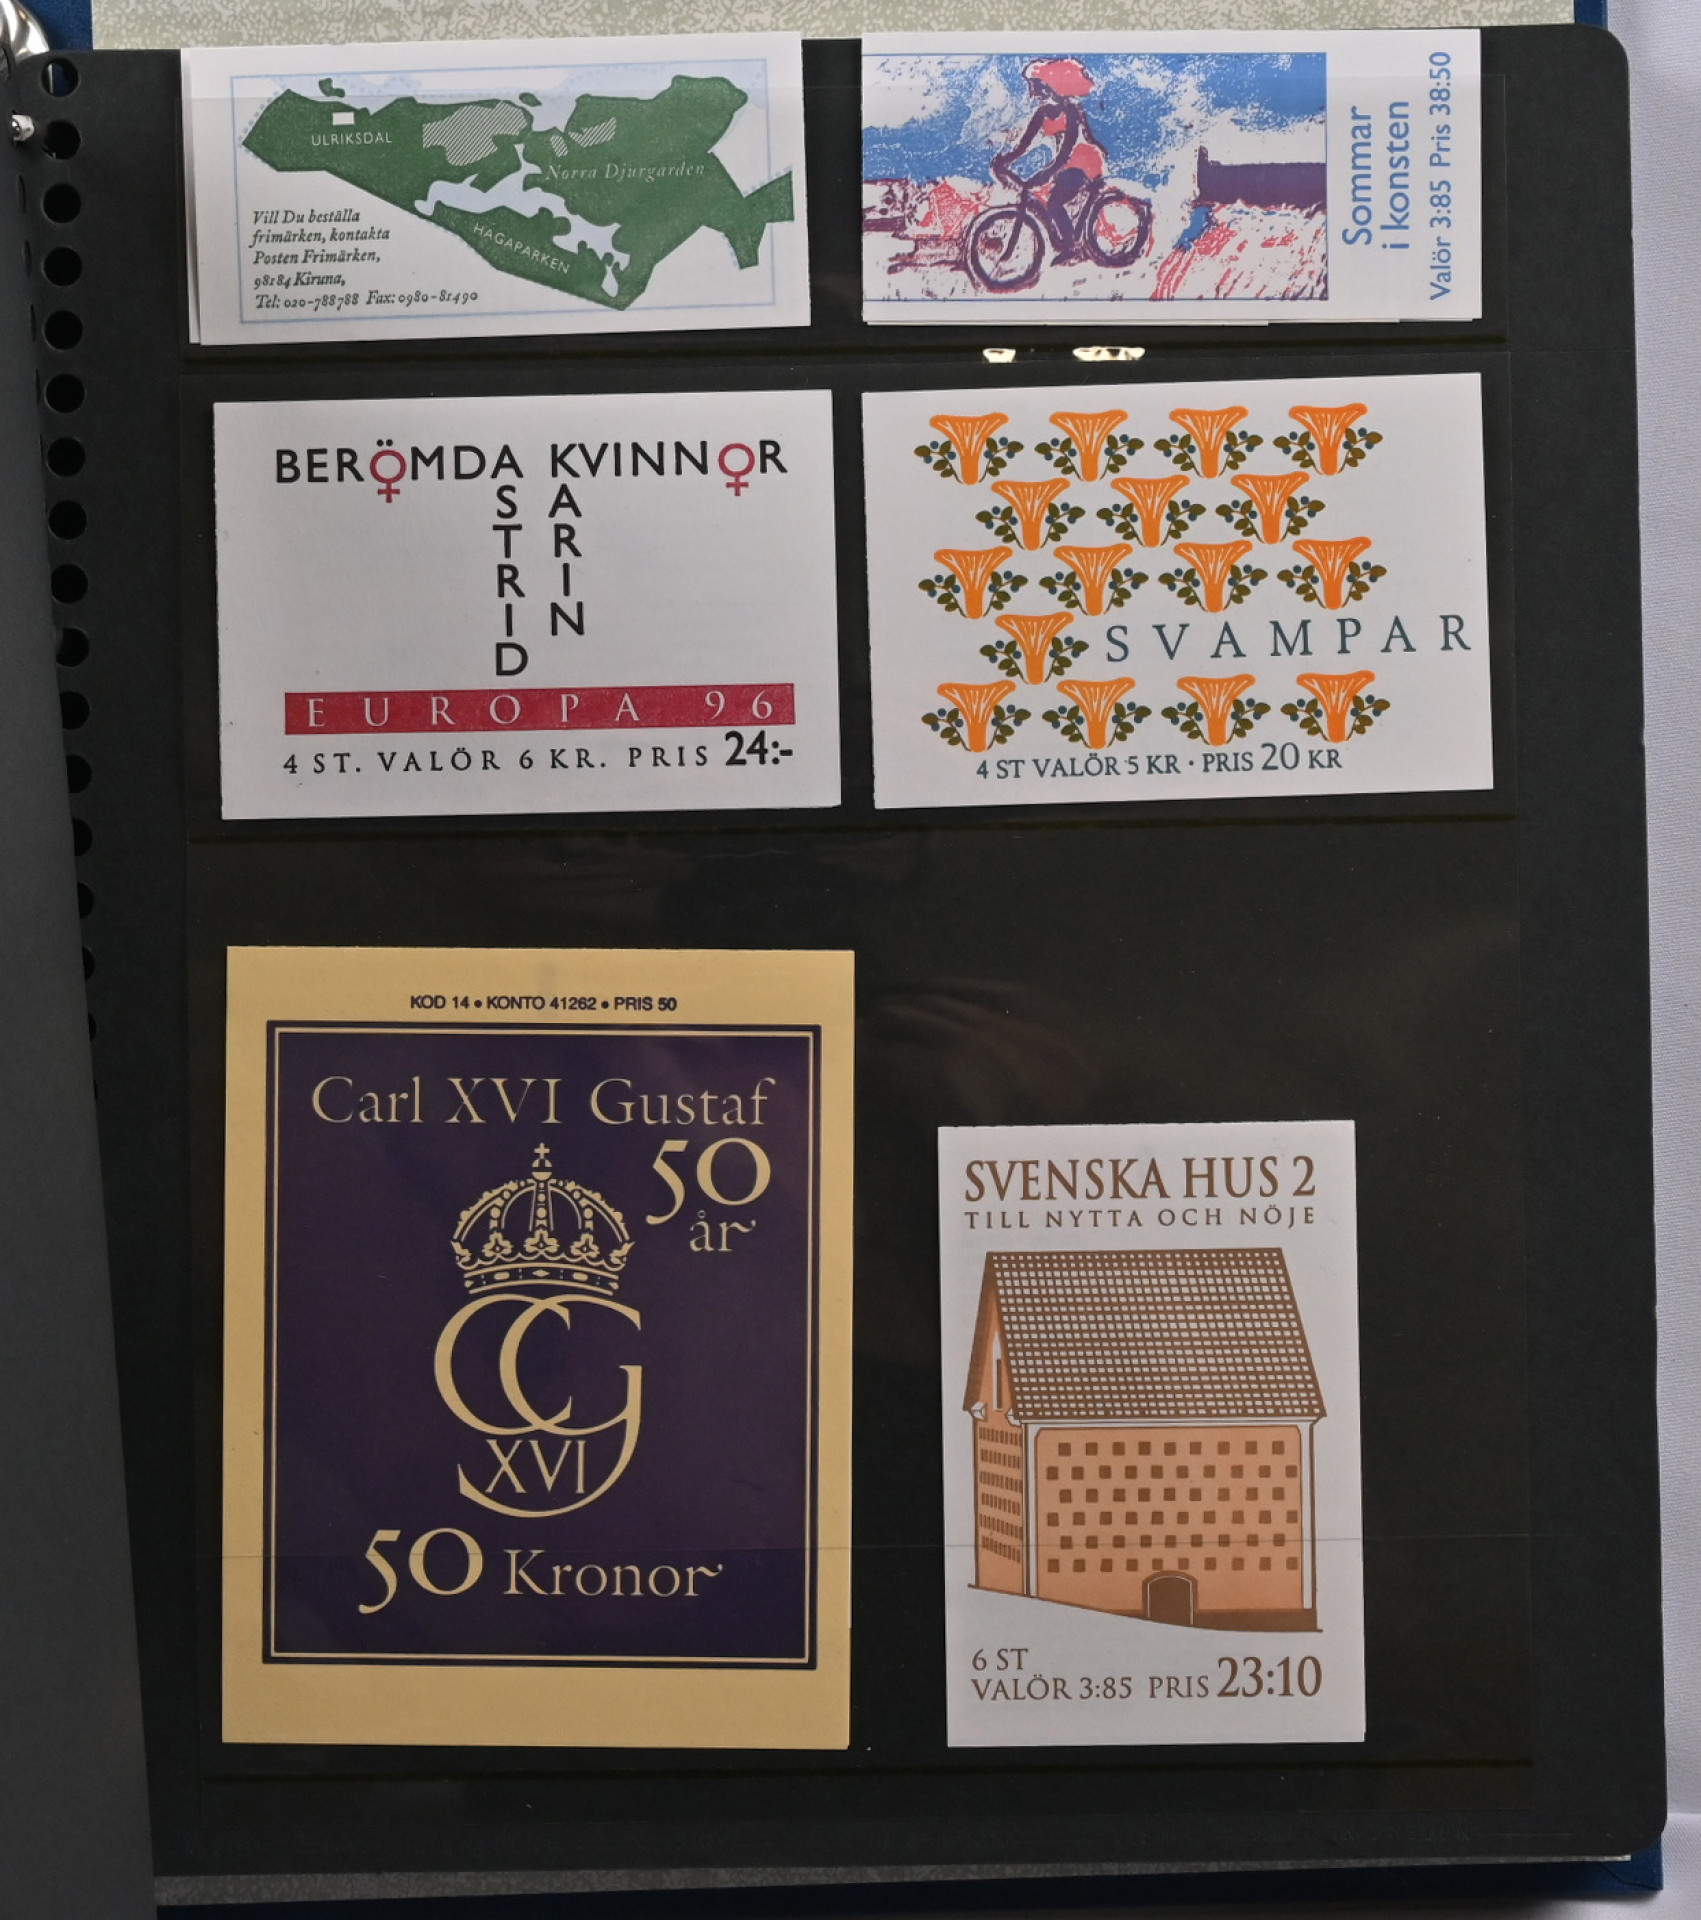 ULRIKSDAL
Norra Djurgarden
HAGAPARKEN
Vill Du beställa
frimärken, kontakta
Posten Frimärken,
98184 Kiruna,
Tel: 020-788788 Fax: 0980-81490
Sommar
i konsten
Valör 3:85 Pris 38:50
BERÖMDA KVINNOR
ASTRID
KARIN
EUROPA 96
4 ST. VALÖR 6 KR. PRIS 24:-
SVAMPAR
4 ST VALÖR 5 KR · PRIS 20 KR
KOD 14 • KONTO 41262 • PRIS 50
Carl XVI Gustaf
50
år
CG
XVI
50 Kronor
SVENSKA HUS 2
TILL NYTTA OCH NÖJE
6 ST
VALÖR 3:85 PRIS 23:10